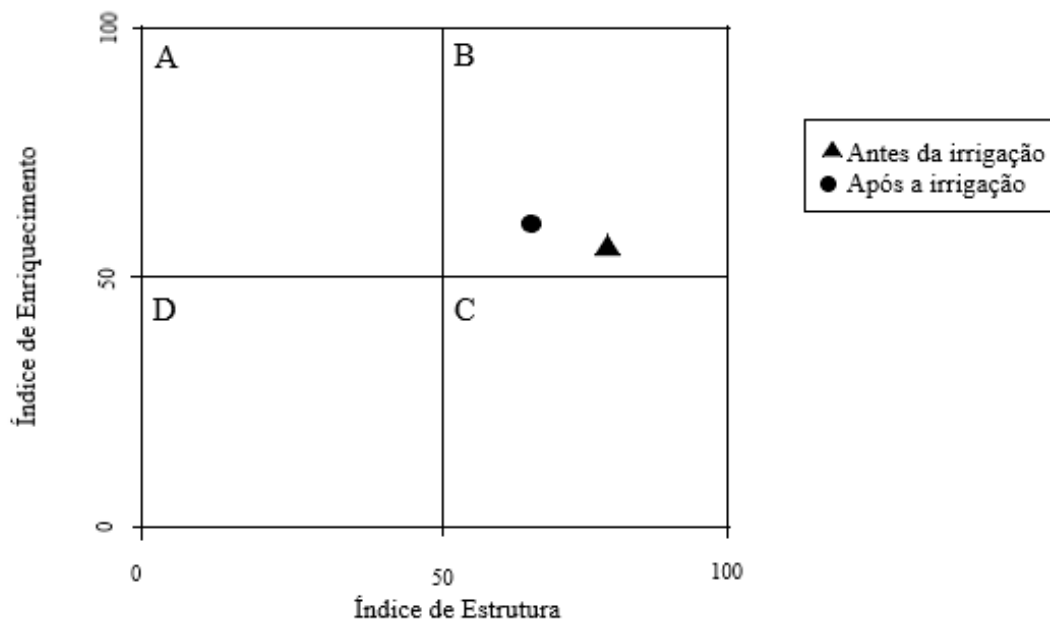 100
A
B
Antes da irrigação
Após a irrigação
Índice de Enriquecimento
50
D
C
0
0
50
100
Índice de Estrutura